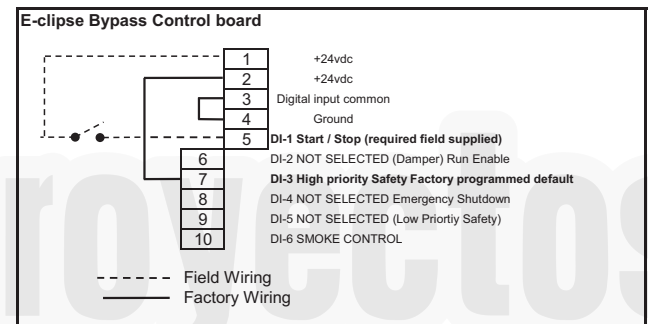 E-clipse Bypass Control board
1 +24vdc
2 +24vdc
3 Digital input common
4 Ground
5 DI-1 Start / Stop (required field supplied)
6 DI-2 NOT SELECTED (Damper) Run Enable
7 DI-3 High priority Safety Factory programmed default
8 DI-4 NOT SELECTED Emergency Shutdown
9 DI-5 NOT SELECTED (Low Priortiy Safety)
10 DI-6 SMOKE CONTROL
Field Wiring
Factory Wiring
royectos